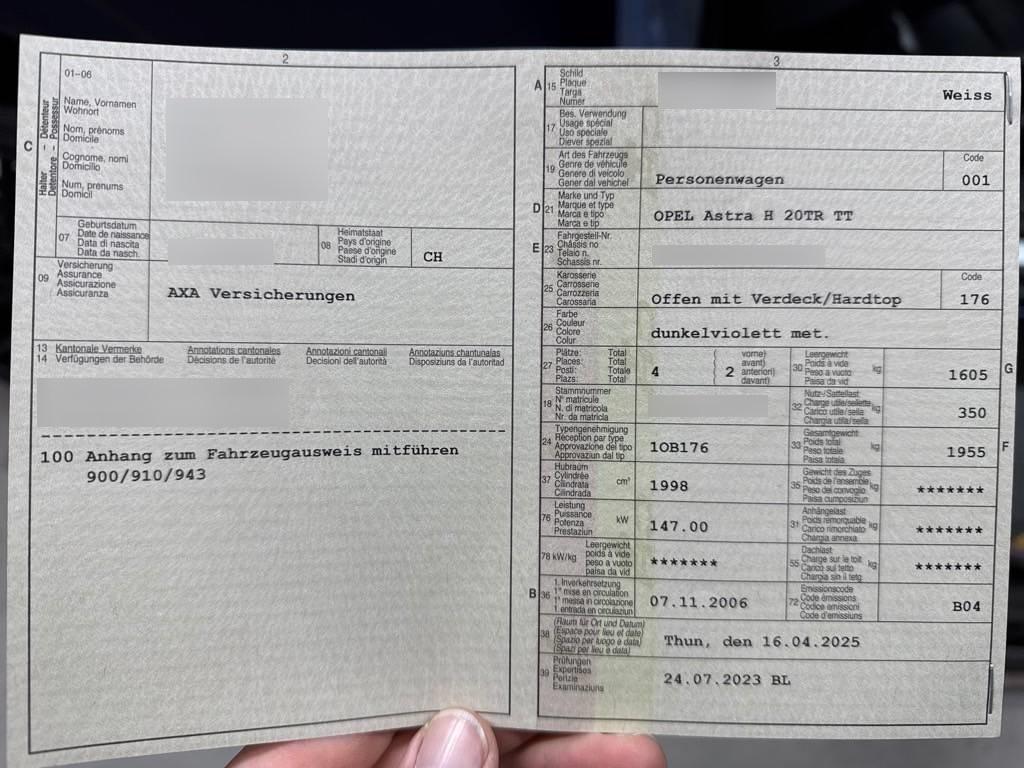 2
01-06
C
Halter - Détenteur
Detentore - Possessur
Name, Vornamen
Wohnort
Nom, prénoms
Domicile
Cognome, nomi
Domicilio
Num, prenums
Domicil
07
Geburtsdatum
Date de naissance
Data di nascita
Data da nasch.
08
Heimatstaat
Pays d'origine
Paese d'origine
Stadi d'origin
CH
09
Versicherung
Assurance
Assicurazione
Assicuranza
AXA Versicherungen
13 Kantonale Vermerke Annotations cantonales Annotazioni cantonali Annotaziuns chantunalas
14 Verfügungen der Behörde Décisions de l'autorité Decisioni dell'autorità Disposiziuns da l'autoritad
100 Anhang zum Fahrzeugausweis mitführen
900/910/943
3
A 15
Schild
Plaque
Targa
Numer
Weiss
17
Bes. Verwendung
Usage spécial
Uso speciale
Diever spezial
19
Art des Fahrzeugs
Genre de véhicule
Genere di veicolo
Gener dal vehichel
Personenwagen
Code
001
D 21
Marke und Typ
Marque et type
Marca e tipo
Marca e tip
OPEL Astra H 20TR TT
E 23
Fahrgestell-Nr.
Châssis no
Telaio n.
Schassis nr.
25
Karosserie
Carrosserie
Carrozzeria
Carossaria
Offen mit Verdeck/Hardtop
Code
176
26
Farbe
Couleur
Colore
Colur
dunkelviolett met.
27
Plätze: Total
Places: Total
Posti: Totale
Plazs: Total
4
2
vorne)
avant)
anteriori)
davant)
30
Leergewicht
Poids à vide
Peso a vuoto
Paisa da vid
kg
1605
G
18
Stammnummer
N° matricule
N. di matricola
Nr. da matricla
32
Nutz-/Sattellast
Charge utile/sellette
Carico utile/sella
Chargia utila/sella
kg
350
24
Typengenehmigung
Réception par type
Approvazione del tipo
Approvaziun dal tip
1OB176
33
Gesamtgewicht
Poids total
Peso totale
Paisa totala
kg
1955
F
37
Hubraum
Cylindrée
Cilindrata
Cilindrada
cm³
1998
35
Gewicht des Zuges
Poids de l'ensemble
Peso del convoglio
Paisa cumposiziun
kg
*******
76
Leistung
Puissance
Potenza
Prestaziun
kW
147.00
31
Anhängelast
Poids remorquable
Carico rimorchiato
Chargia annexa
kg
*******
78 kW/kg
Leergewicht
poids à vide
peso a vuoto
paisa da vid
*******
55
Dachlast
Charge sur le toit
Carico sul tetto
Chargia sin il tetg
kg
*******
B 36
1. Inverkehrsetzung
1re mise en circulation
1a messa in circolazione
1. entrada en circulaziun
07.11.2006
72
Emissionscode
Code émissions
Codice emissioni
Code d'emissiuns
B04
38
(Raum für Ort und Datum)
(Espace pour lieu et date)
(Spazio per luogo e data)
(Spazi per lieu e data)
Thun, den 16.04.2025
39
Prüfungen
Expertises
Perizie
Examinaziuns
24.07.2023 BL